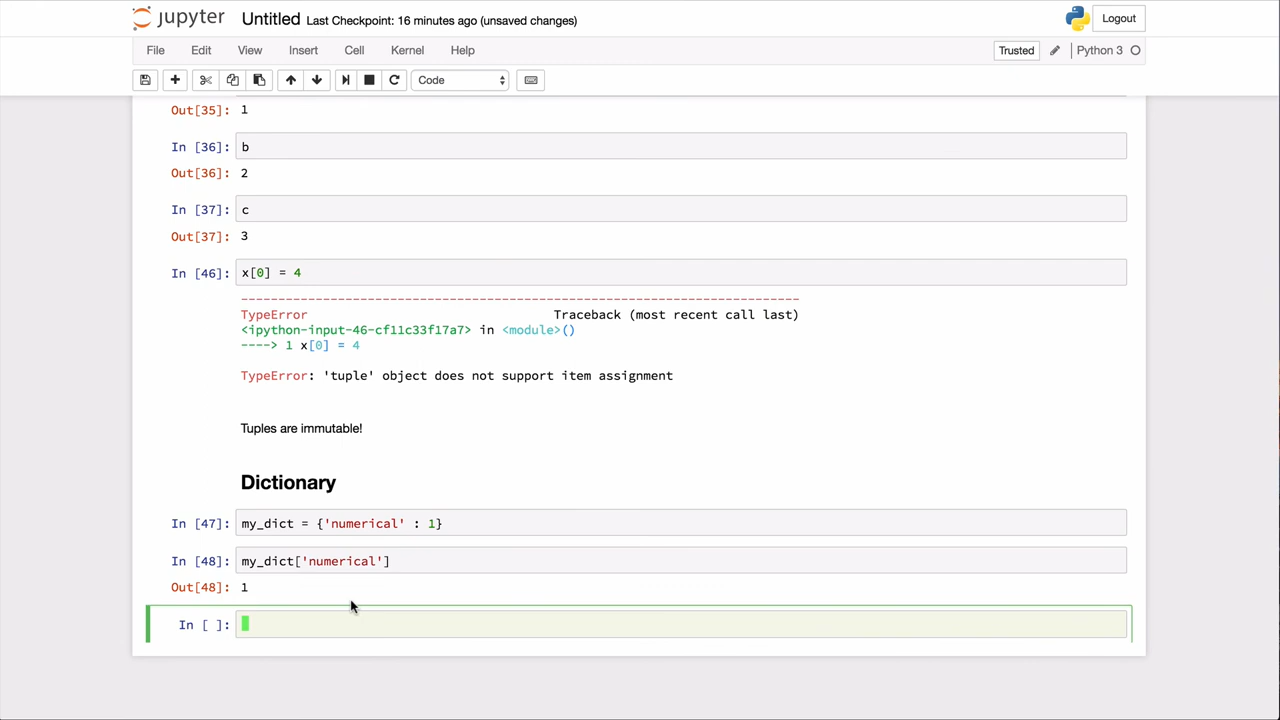 jupyter Untitled Last Checkpoint: 16 minutes ago (unsaved changes) Logout
File Edit View Insert Cell Kernel Help Trusted Python 3
Code
Out[35]: 1
In [36]: b
Out[36]: 2
In [37]: c
Out[37]: 3
In [46]: x[0] = 4
---------------------------------------------------------------------------
TypeError Traceback (most recent call last)
<ipython-input-46-cf11c33f17a7> in <module>()
----> 1 x[0] = 4
TypeError: 'tuple' object does not support item assignment
Tuples are immutable!
Dictionary
In [47]: my_dict = {'numerical' : 1}
In [48]: my_dict['numerical']
Out[48]: 1
In [ ]: